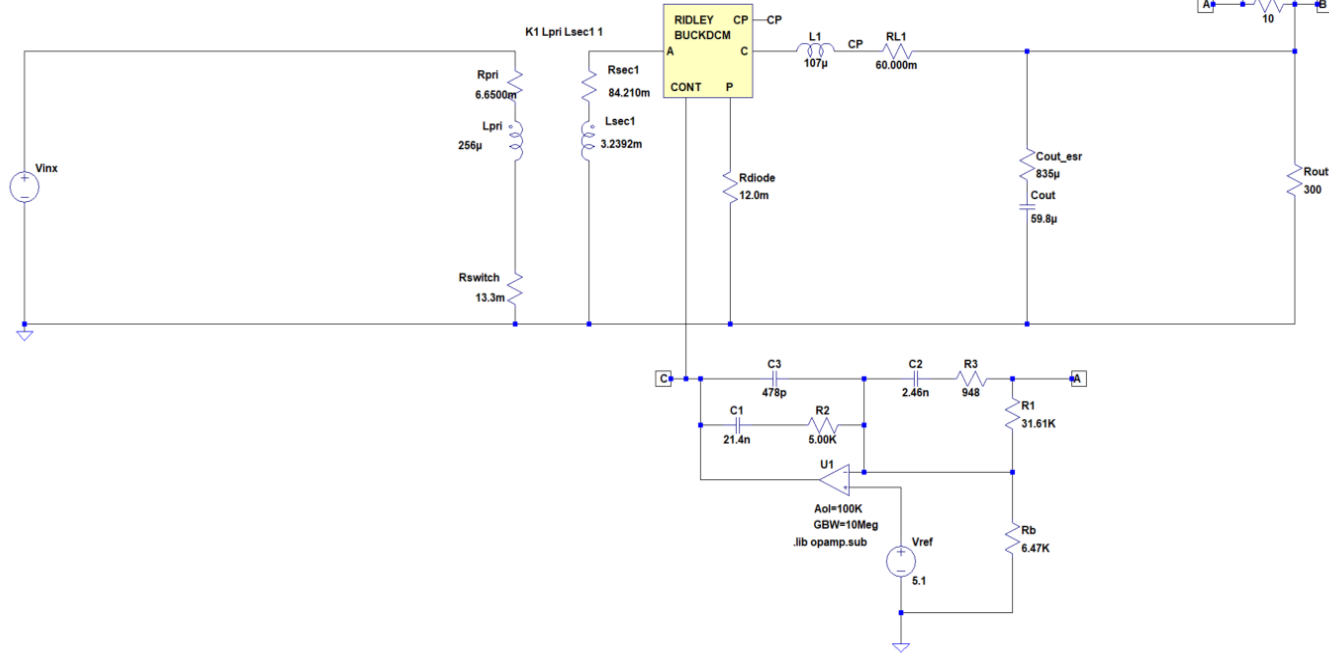 A
B
10
K1 Lpri Lsec1 1
RIDLEY CP
BUCKDCM
CP
A
C
CONT P
L1
107µ
CP
RL1
60.000m
Rpri
6.6500m
Rsec1
84.210m
Lpri
256µ
Lsec1
3.2392m
Vinx
Rdiode
12.0m
Cout_esr
835µ
Cout
59.8µ
Rout
300
Rswitch
13.3m
C
C3
478p
C2
2.46n
R3
948
A
R1
31.61K
C1
21.4n
R2
5.00K
U1
Aol=100K
GBW=10Meg
.lib opamp.sub
Vref
5.1
Rb
6.47K